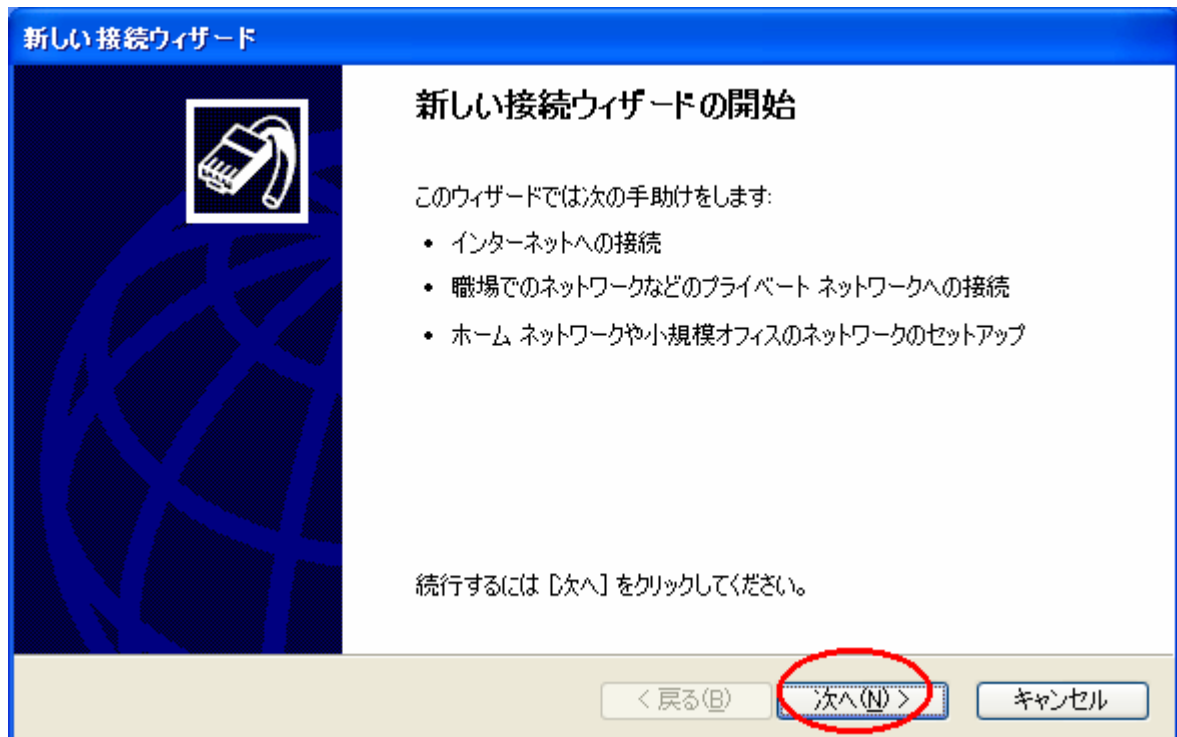 新しい接続ウィザード
新しい接続ウィザードの開始
このウィザードでは次の手助けをします:
• インターネットへの接続
• 職場でのネットワークなどのプライベート ネットワークへの接続
• ホーム ネットワークや小規模オフィスのネットワークのセットアップ
続行するには [次へ] をクリックしてください。
< 戻る(B) 次へ(N) > キャンセル